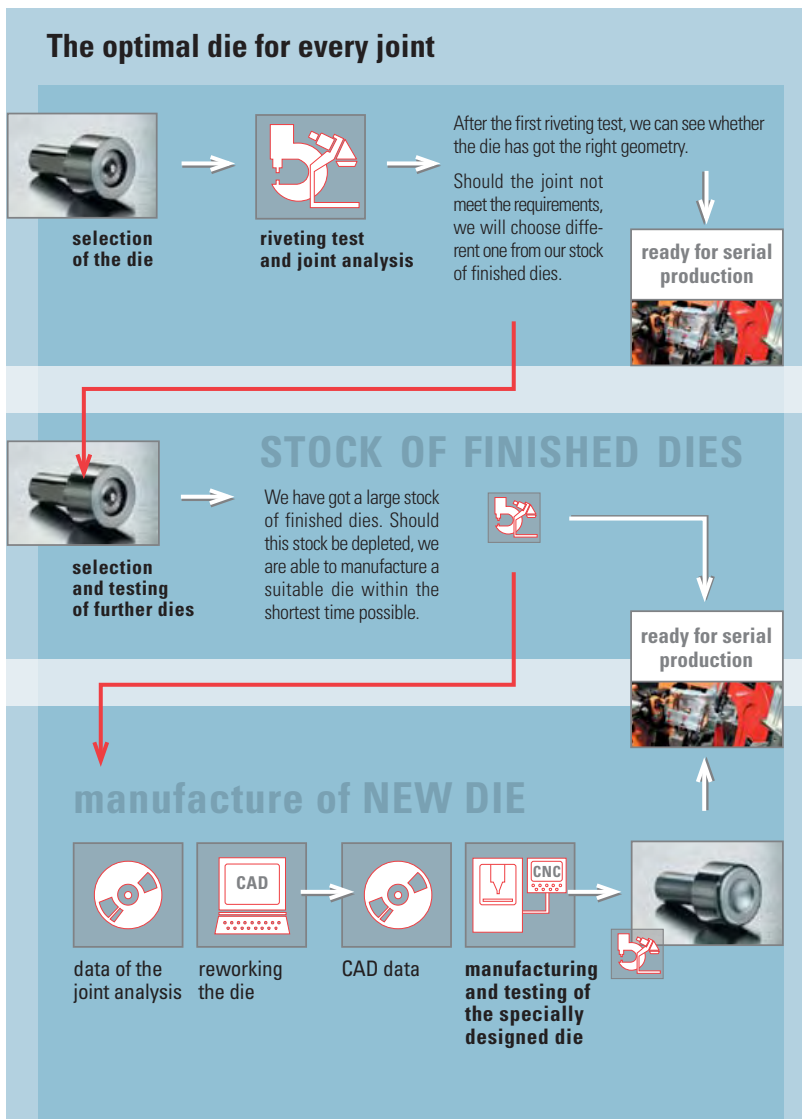 The optimal die for every joint
selection
of the die
riveting test
and joint analysis
After the first riveting test, we can see whether
the die has got the right geometry.
Should the joint not
meet the requirements,
we will choose diffe-
rent one from our stock
of finished dies.
ready for serial
production
STOCK OF FINISHED DIES
selection
and testing
of further dies
We have got a large stock
of finished dies. Should
this stock be depleted, we
are able to manufacture a
suitable die within the
shortest time possible.
ready for serial
production
manufacture of NEW DIE
CAD
CNC
data of the
joint analysis
reworking
the die
CAD data
manufacturing
and testing of
the specially
designed die